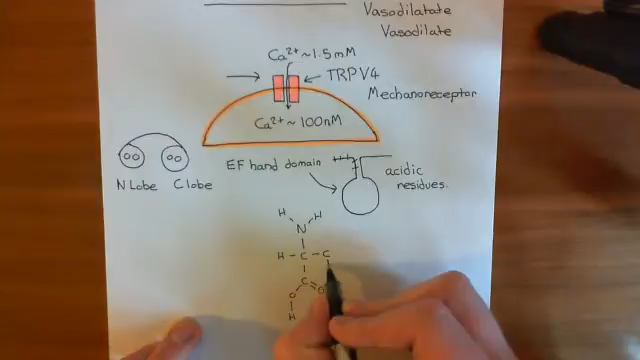 Vasodilatate
Vasodilate
Ca²⁺ ~ 1.5mM
TRPV4
Mechanoreceptor
Ca²⁺ ~ 100nM
EF hand domain
acidic
residues.
N Lobe
C lobe
H H
N
H - C - C
C
O O
H